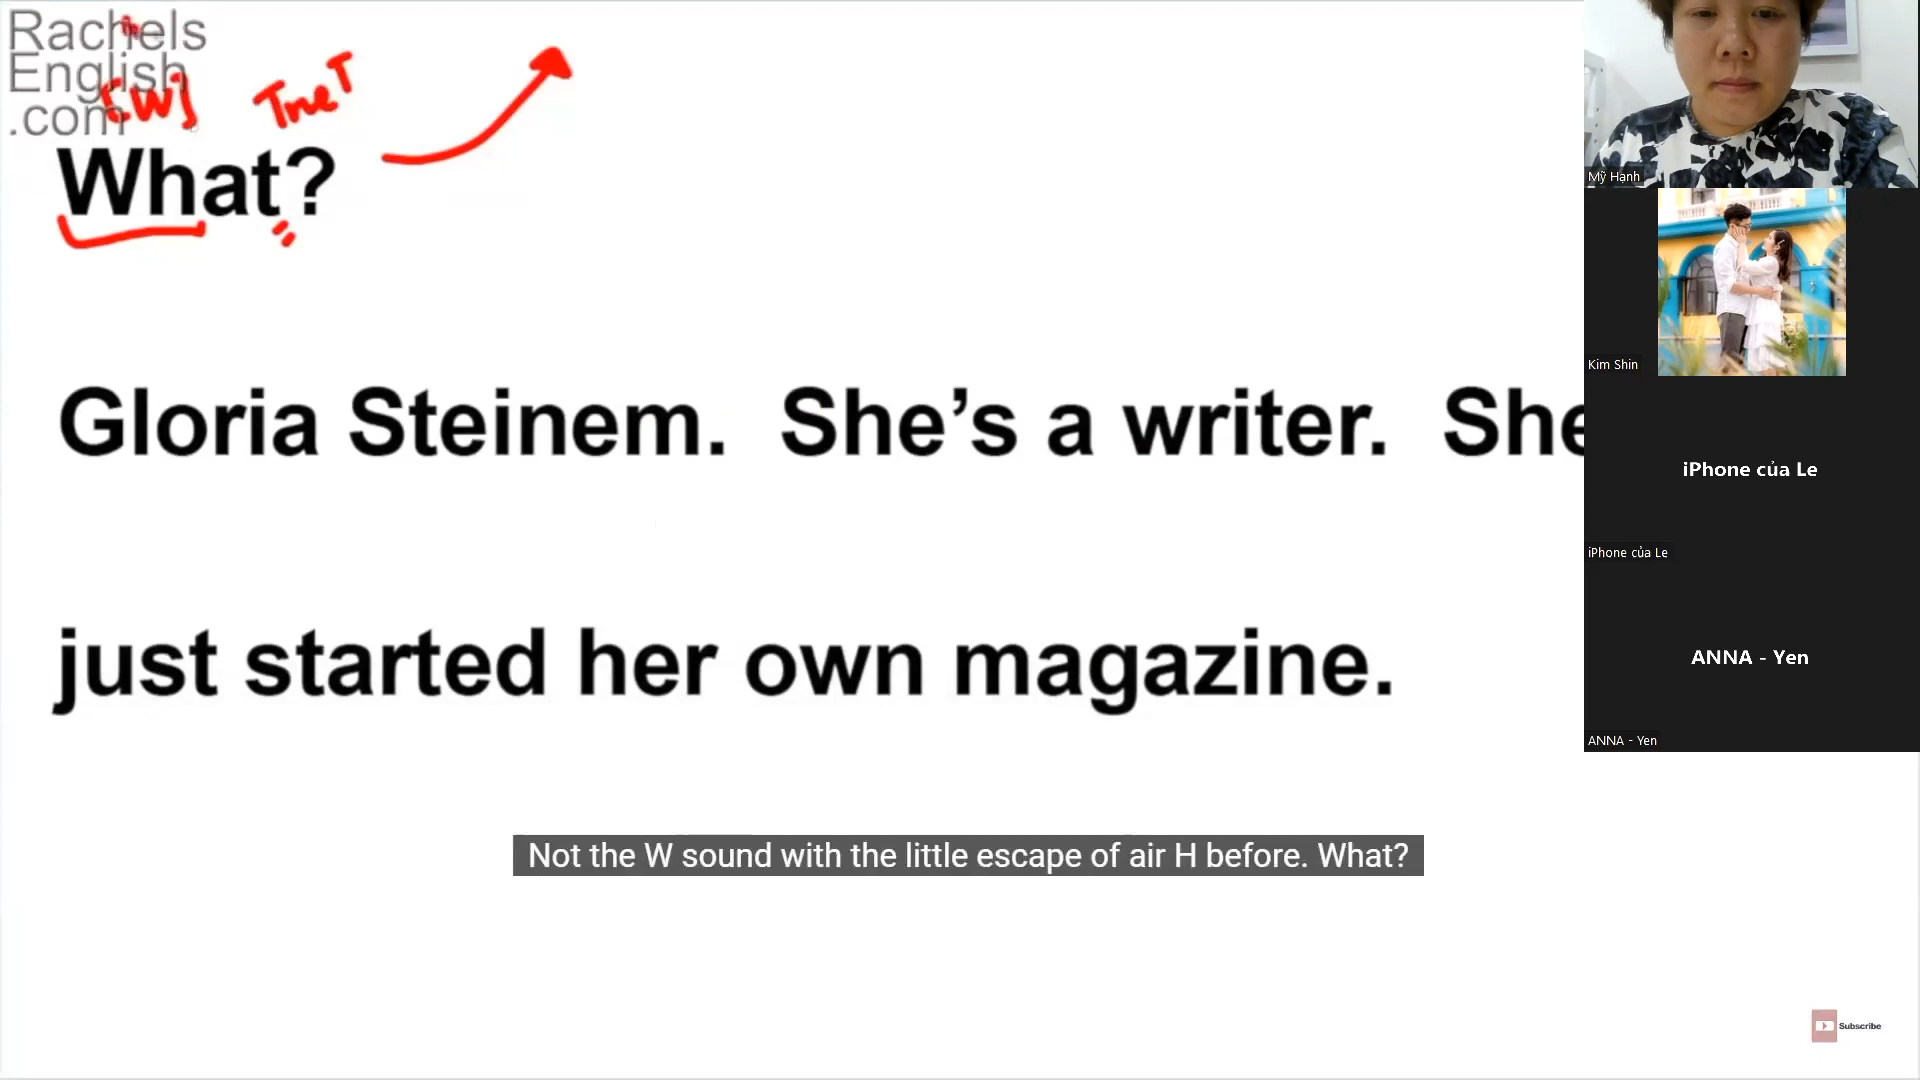 Rachels
English
.com
[W] True T
What?
Gloria Steinem. She's a writer. She
just started her own magazine.
Not the W sound with the little escape of air H before. What?
Mỹ Hạnh
Kim Shin
iPhone của Le
iPhone của Le
ANNA - Yen
ANNA - Yen
Subscribe